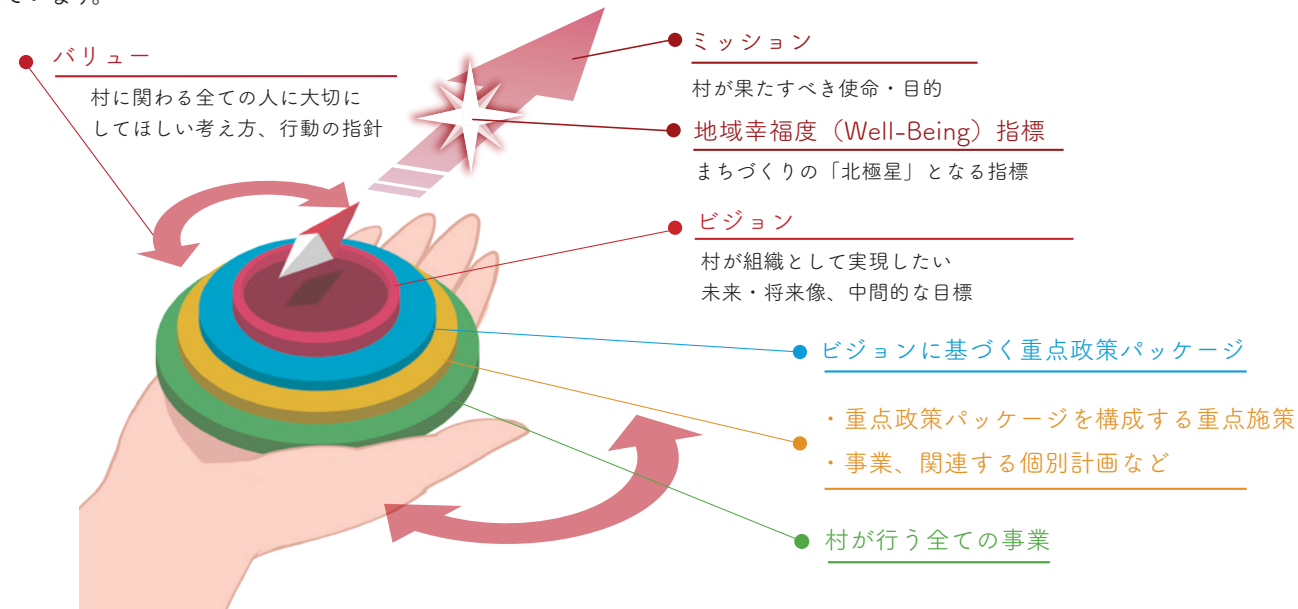 ています。
バリュー
村に関わる全ての人に大切に
してほしい考え方、行動の指針
ミッション
村が果たすべき使命・目的
地域幸福度（Well-Being）指標
まちづくりの「北極星」となる指標
ビジョン
村が組織として実現したい
未来・将来像、中間的な目標
ビジョンに基づく重点政策パッケージ
・重点政策パッケージを構成する重点施策
・事業、関連する個別計画など
村が行う全ての事業